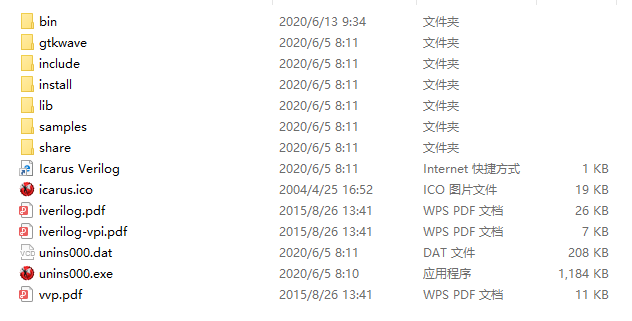 bin 2020/6/13 9:34 文件夹
gtkwave 2020/6/5 8:11 文件夹
include 2020/6/5 8:11 文件夹
install 2020/6/5 8:11 文件夹
lib 2020/6/5 8:11 文件夹
samples 2020/6/5 8:11 文件夹
share 2020/6/5 8:11 文件夹
Icarus Verilog 2020/6/5 8:11 Internet 快捷方式 1 KB
icarus.ico 2004/4/25 16:52 ICO 图片文件 19 KB
iverilog.pdf 2015/8/26 13:41 WPS PDF 文档 26 KB
iverilog-vpi.pdf 2015/8/26 13:41 WPS PDF 文档 7 KB
unins000.dat 2020/6/5 8:11 DAT 文件 208 KB
unins000.exe 2020/6/5 8:10 应用程序 1,184 KB
vvp.pdf 2015/8/26 13:41 WPS PDF 文档 11 KB